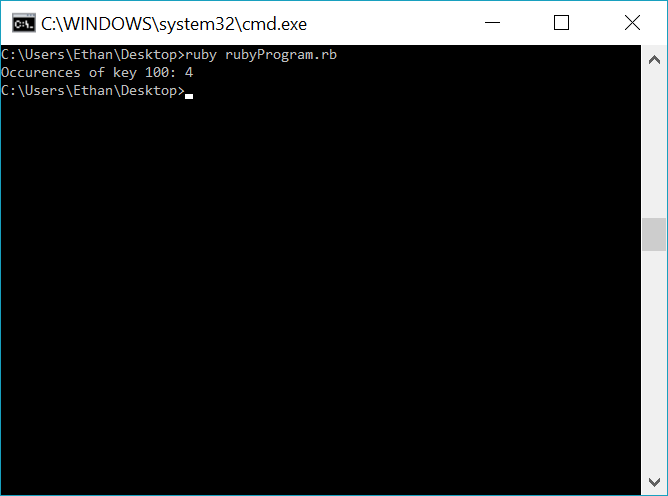 C:\WINDOWS\system32\cmd.exe
C:\Users\Ethan\Desktop>ruby rubyProgram.rb
Occurences of key 100: 4
C:\Users\Ethan\Desktop>